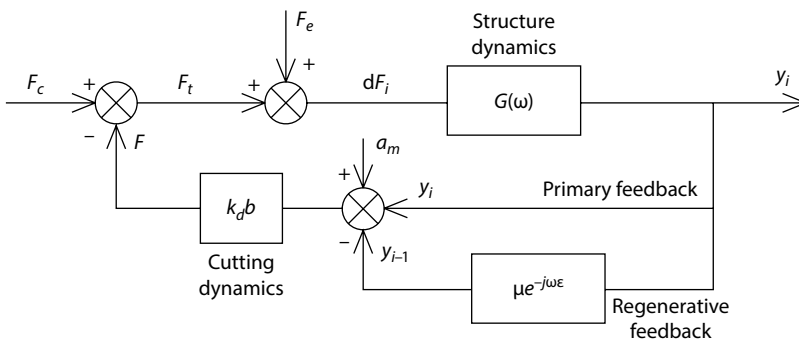 F_e
Structure
dynamics
F_c
+
F_t
+
+
dF_i
G(ω)
y_i
−
F
a_m
+
y_i
Primary feedback
k_d b
−
y_{i–1}
Cutting
dynamics
μe^{–jωε}
Regenerative
feedback